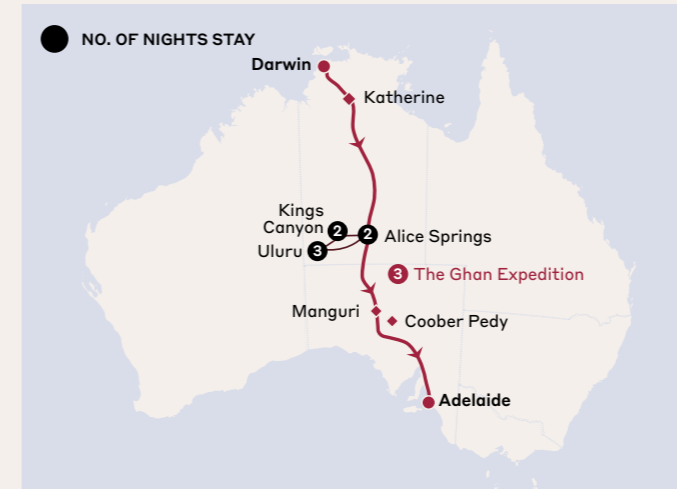 NO. OF NIGHTS STAY
Darwin
Katherine
Kings
Canyon 2
2 Alice Springs
Uluru 3
3 The Ghan Expedition
Manguri
Coober Pedy
Adelaide